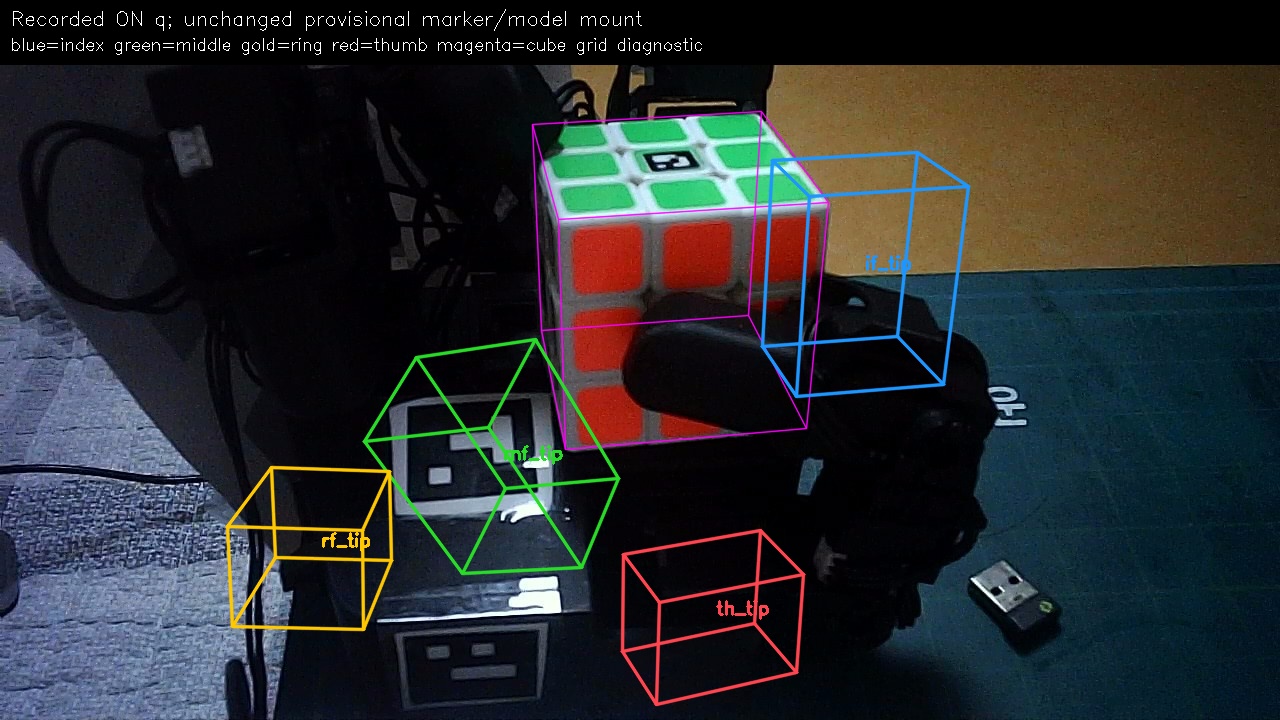 Recorded ON q; unchanged provisional marker/model mount
blue=index green=middle gold=ring red=thumb magenta=cube grid diagnostic
if_tip
mf_tip
rf_tip
th_tip